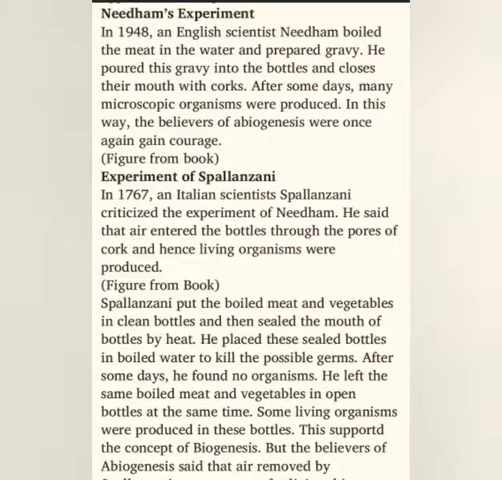 Needham's Experiment
In 1948, an English scientist Needham boiled
the meat in the water and prepared gravy. He
poured this gravy into the bottles and closes
their mouth with corks. After some days, many
microscopic organisms were produced. In this
way, the believers of abiogenesis were once
again gain courage.
(Figure from book)
Experiment of Spallanzani
In 1767, an Italian scientists Spallanzani
criticized the experiment of Needham. He said
that air entered the bottles through the pores of
cork and hence living organisms were
produced.
(Figure from Book)
Spallanzani put the boiled meat and vegetables
in clean bottles and then sealed the mouth of
bottles by heat. He placed these sealed bottles
in boiled water to kill the possible germs. After
some days, he found no organisms. He left the
same boiled meat and vegetables in open
bottles at the same time. Some living organisms
were produced in these bottles. This supportd
the concept of Biogenesis. But the believers of
Abiogenesis said that air removed by